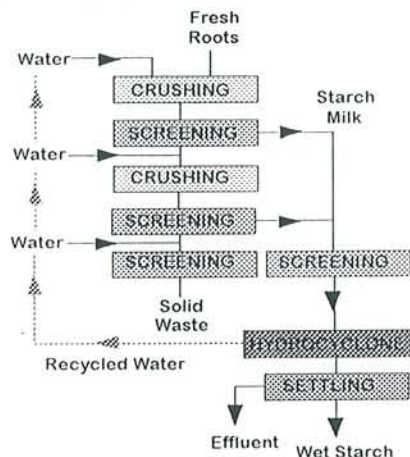 Fresh
Roots
Water
CRUSHING
Starch
Milk
SCREENING
Water
CRUSHING
SCREENING
Water
SCREENING
SCREENING
Solid
Waste
HYDROCYCLONE
Recycled Water
SETTLING
Effluent
Wet Starch